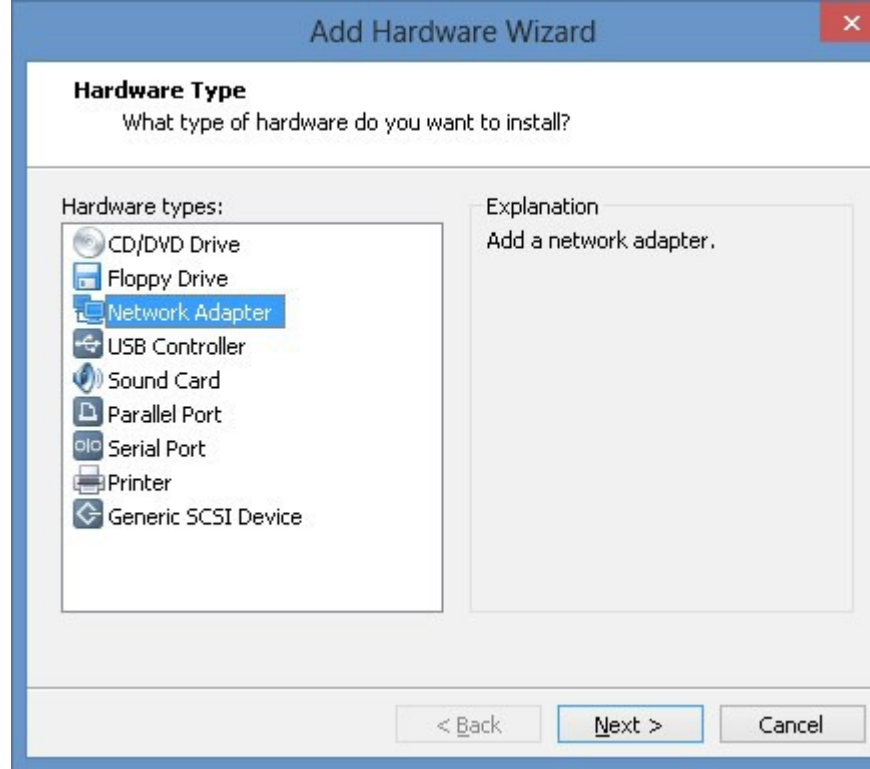 Add Hardware Wizard
Hardware Type
What type of hardware do you want to install?
Hardware types:
CD/DVD Drive
Floppy Drive
Network Adapter
USB Controller
Sound Card
Parallel Port
Serial Port
Printer
Generic SCSI Device
Explanation
Add a network adapter.
< Back
Next >
Cancel